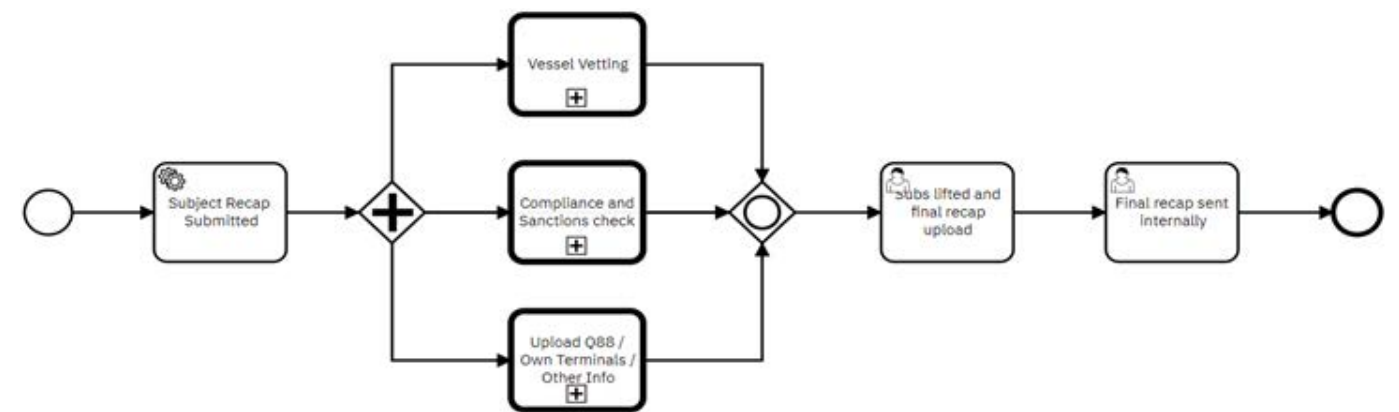 Vessel Vetting
Subject Recap
Submitted
Compliance and
Sanctions check
Upload Q88 /
Own Terminals /
Other Info
Subs lifted and
final recap
upload
Final recap sent
internally